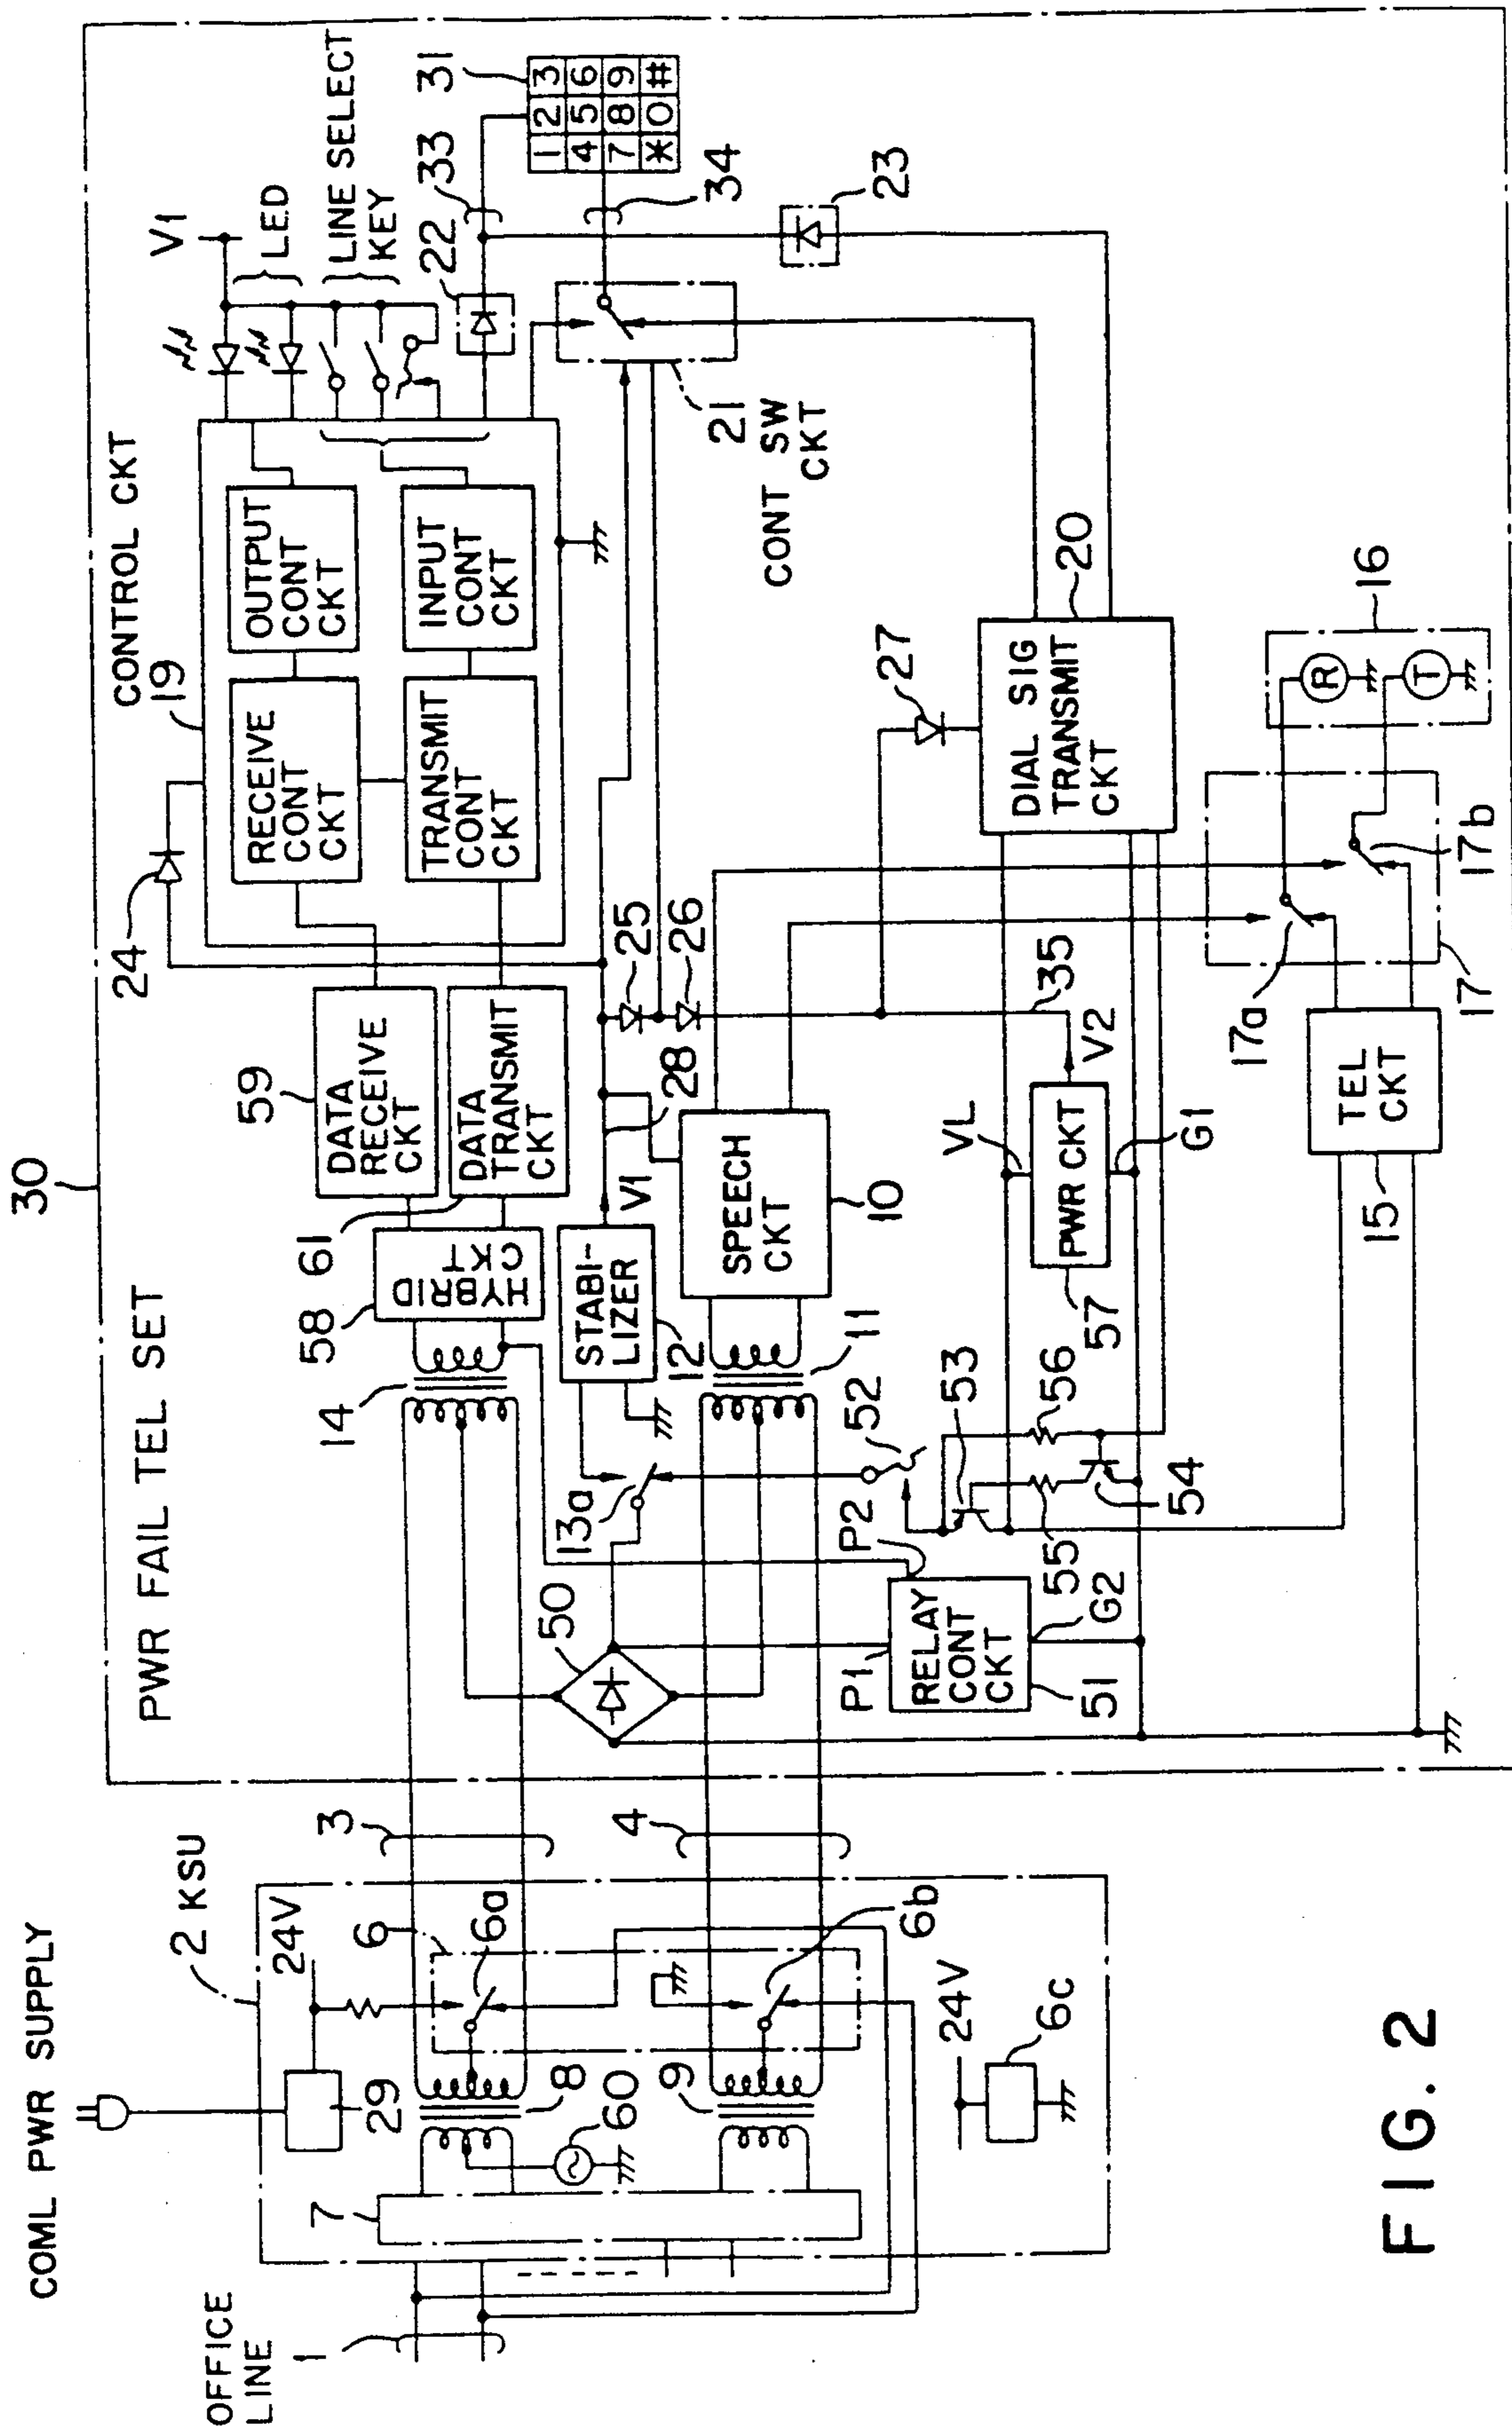 COML PWR SUPPLY
OFFICE
LINE
1
2 KSU
24V
29
7
8
60
9
6
6a
6b
24V
6c
3
4
30
PWR FAIL TEL SET
14
58
HYBRID
CKT
61
59
DATA
RECEIVE
CKT
DATA
TRANSMIT
CKT
24
CONTROL CKT
19
RECEIVE
CONT
CKT
OUTPUT
CONT
CKT
TRANSMIT
CONT
CKT
INPUT
CONT
CKT
V1
LED
LINE SELECT
KEY
22
33
31
1 2 3
4 5 6
7 8 9
* 0 #
34
23
21
CONT SW
CKT
50
13a
STABI-
LIZER
12
V1
28
25
26
27
11
SPEECH
CKT
10
52
53
56
54
55
P1
P2
RELAY
CONT
CKT
51
G2
VL
PWR CKT
57
G1
V2
35
DIAL SIG
TRANSMIT
CKT
20
TEL
CKT
15
17a
17b
17
16
R
T
FIG. 2